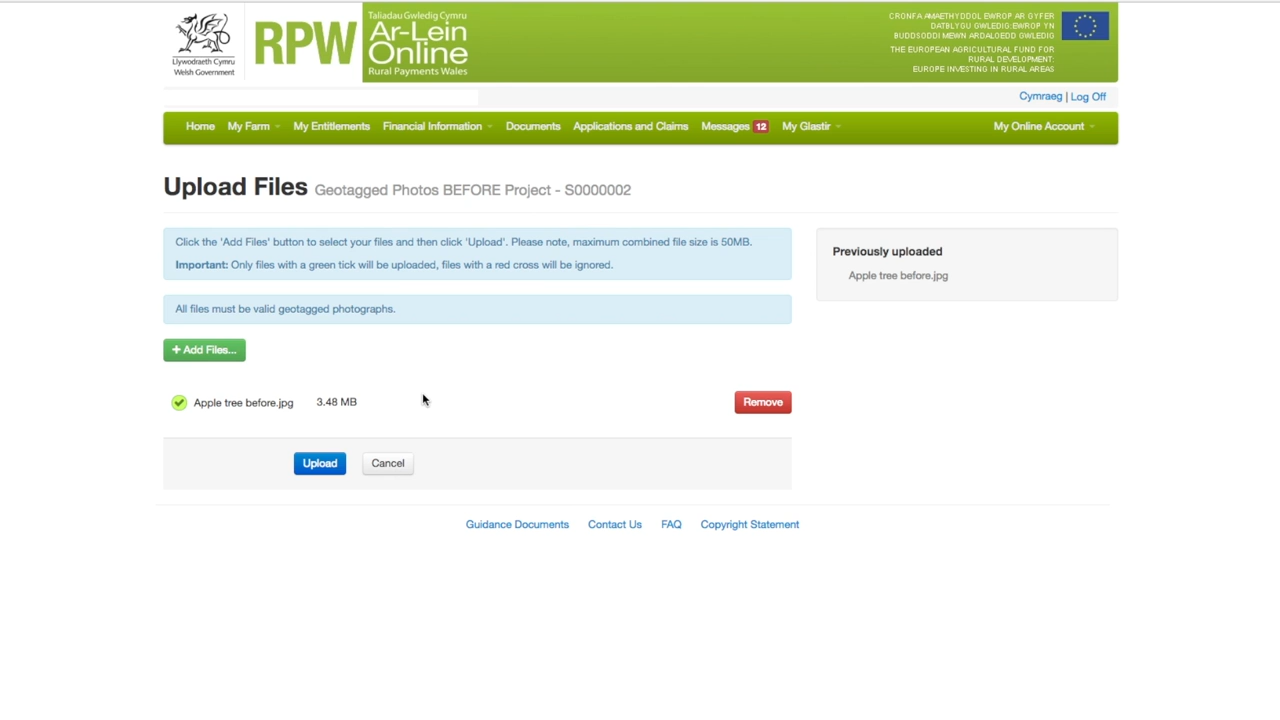 Llywodraeth Cymru
Welsh Government
RPW
Taliadau Gwledig Cymru
Ar-Lein
Online
Rural Payments Wales
CRONFA AMAETHYDDOL EWROP AR GYFER
DATBLYGU GWLEDIG:EWROP YN
BUDDSODDI MEWN ARDALOEDD GWLEDIG
THE EUROPEAN AGRICULTURAL FUND FOR
RURAL DEVELOPMENT:
EUROPE INVESTING IN RURAL AREAS
Cymraeg | Log Off
Home My Farm My Entitlements Financial Information Documents Applications and Claims Messages 12 My Glastir My Online Account
Upload Files Geotagged Photos BEFORE Project - S0000002
Click the 'Add Files' button to select your files and then click 'Upload'. Please note, maximum combined file size is 50MB.
Important: Only files with a green tick will be uploaded, files with a red cross will be ignored.
All files must be valid geotagged photographs.
+ Add Files...
Apple tree before.jpg 3.48 MB Remove
Upload Cancel
Previously uploaded
Apple tree before.jpg
Guidance Documents Contact Us FAQ Copyright Statement